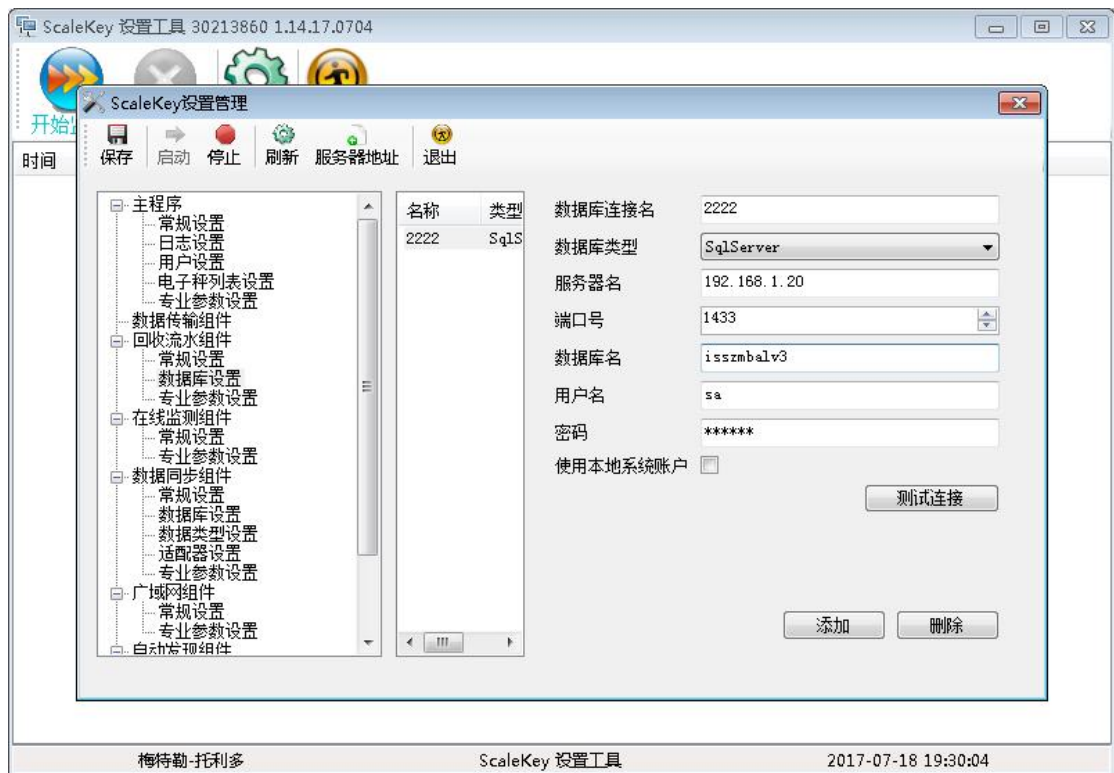 ScaleKey 设置工具 30213860 1.14.17.0704
ScaleKey设置管理
开始
时间
保存 启动 停止 刷新 服务器地址 退出
主程序
常规设置
日志设置
用户设置
电子秤列表设置
专业参数设置
数据传输组件
回收流水组件
常规设置
数据库设置
专业参数设置
在线监测组件
常规设置
专业参数设置
数据同步组件
常规设置
数据库设置
数据类型设置
适配器设置
专业参数设置
广域网组件
常规设置
专业参数设置
自动发现组件
名称 类型
2222 SqlS
数据库连接名 2222
数据库类型 SqlServer
服务器名 192.168.1.20
端口号 1433
数据库名 isszmbalv3
用户名 sa
密码 ******
使用本地系统账户
测试连接
添加 删除
梅特勒-托利多 ScaleKey 设置工具 2017-07-18 19:30:04